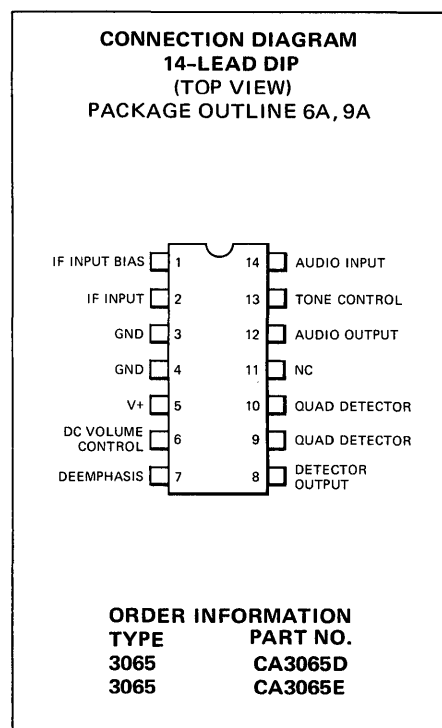 CONNECTION DIAGRAM
14-LEAD DIP
(TOP VIEW)
PACKAGE OUTLINE 6A, 9A
IF INPUT BIAS 1 14 AUDIO INPUT
IF INPUT 2 13 TONE CONTROL
GND 3 12 AUDIO OUTPUT
GND 4 11 NC
V+ 5 10 QUAD DETECTOR
DC VOLUME
CONTROL 6 9 QUAD DETECTOR
DEEMPHASIS 7 8 DETECTOR
OUTPUT
ORDER INFORMATION
TYPE PART NO.
3065 CA3065D
3065 CA3065E